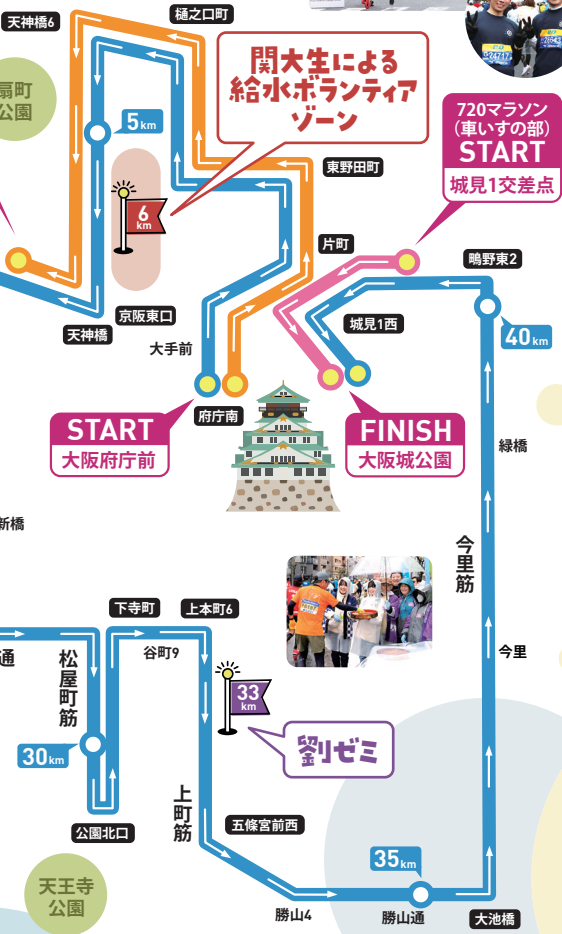 天神橋6
樋之口町
扇町
公園
5km
関大生による
給水ボランティア
ゾーン
720マラソン
(車いすの部)
START
城見1交差点
東野田町
6
km
片町
鴫野東2
天神橋
京阪東口
大手前
城見1西
40km
府庁南
START
大阪府庁前
FINISH
大阪城公園
緑橋
新橋
今里筋
下寺町
上本町6
通
松屋町筋
谷町9
今里
33
km
劉ゼミ
30km
上町筋
公園北口
五條宮前西
35km
天王寺
公園
勝山4
勝山通
大池橋